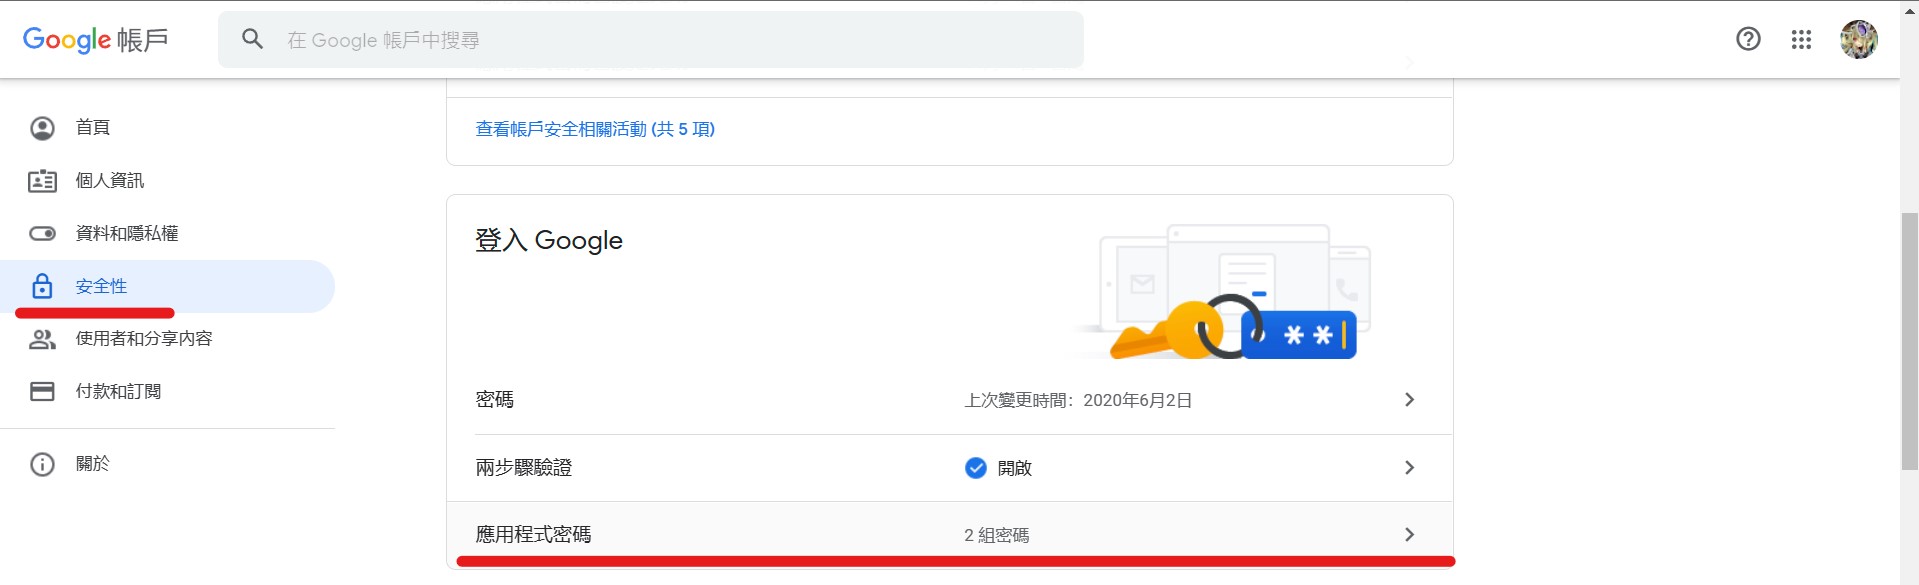 Google 帳戶
在 Google 帳戶中搜尋
首頁
個人資訊
資料和隱私權
安全性
使用者和分享內容
付款和訂閱
關於
查看帳戶安全相關活動 (共 5 項)
登入 Google
**
密碼
上次變更時間：2020年6月2日
兩步驟驗證
開啟
應用程式密碼
2 組密碼